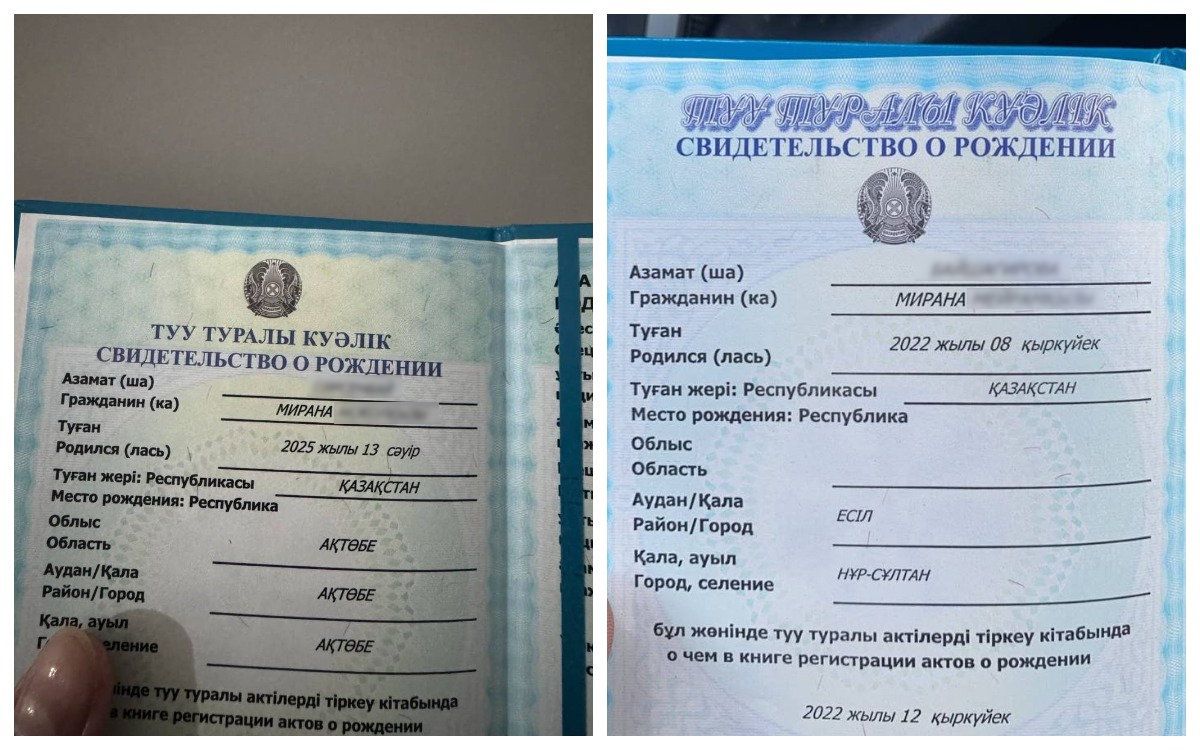 ТУУ ТУРАЛЫ КУӘЛІК
СВИДЕТЕЛЬСТВО О РОЖДЕНИИ
Азамат (ша)
Гражданин (ка) МИРАНА
Туған
Родился (лась) 2025 жылы 13 сәуір
Туған жері: Республикасы ҚАЗАҚСТАН
Место рождения: Республика
Облыс
Область АҚТӨБЕ
Аудан/Қала
Район/Город АҚТӨБЕ
Қала, ауыл
селение АҚТӨБЕ
туу туралы актілерді тіркеу кітабында
в книге регистрации актов о рождении
ТУУ ТУРАЛЫ КУӘЛІК
СВИДЕТЕЛЬСТВО О РОЖДЕНИИ
Азамат (ша)
Гражданин (ка) МИРАНА
Туған
Родился (лась) 2022 жылы 08 қыркүйек
Туған жері: Республикасы ҚАЗАҚСТАН
Место рождения: Республика
Облыс
Область
Аудан/Қала
Район/Город ЕСІЛ
Қала, ауыл
Город, селение НҰР-СҰЛТАН
бұл жөнінде туу туралы актілерді тіркеу кітабында
о чем в книге регистрации актов о рождении
2022 жылы 12 қыркүйек